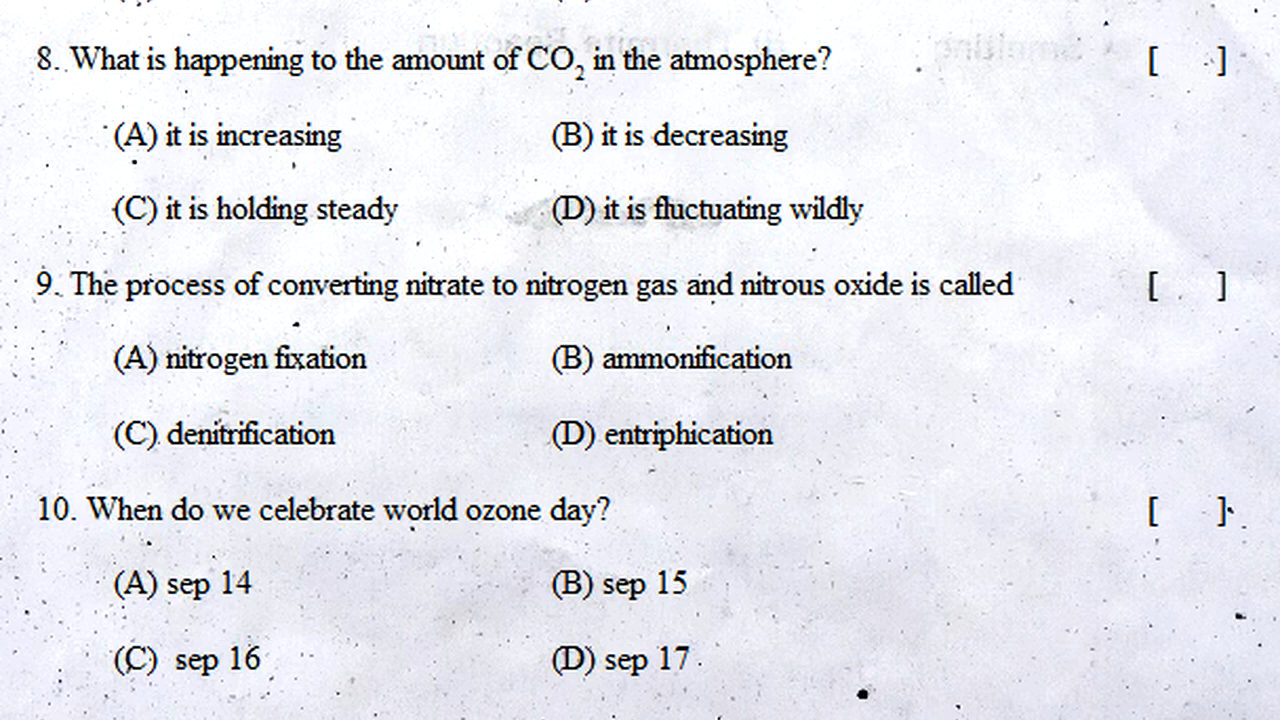 8. What is happening to the amount of CO₂ in the atmosphere? [ ]
(A) it is increasing (B) it is decreasing
(C) it is holding steady (D) it is fluctuating wildly
9. The process of converting nitrate to nitrogen gas and nitrous oxide is called [ ]
(A) nitrogen fixation (B) ammonification
(C) denitrification (D) entriphication
10. When do we celebrate world ozone day? [ ]
(A) sep 14 (B) sep 15
(C) sep 16 (D) sep 17